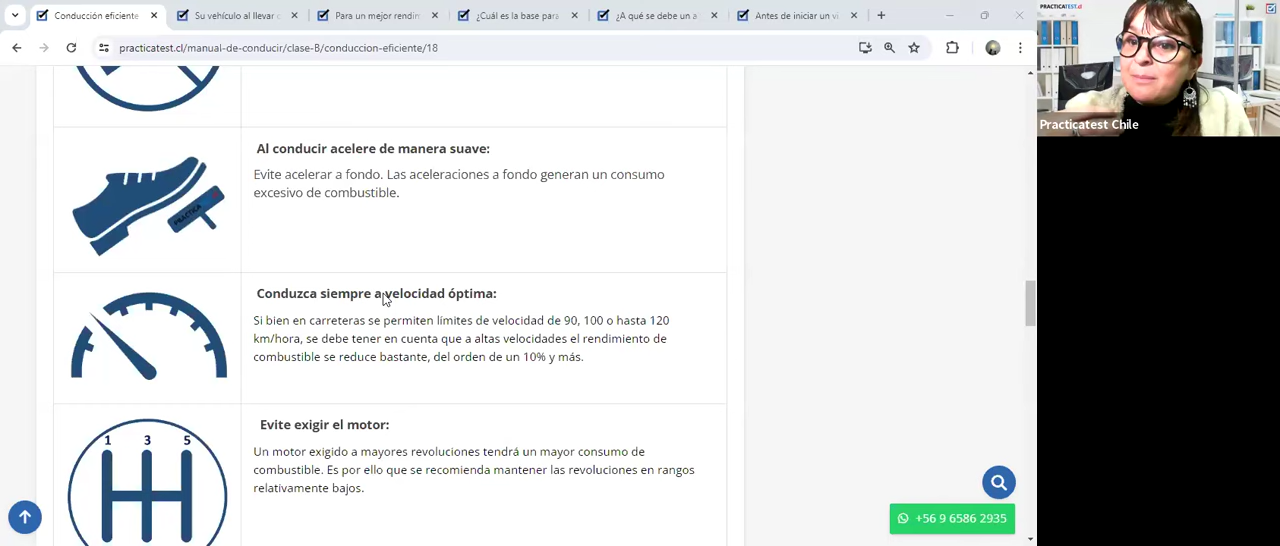 Conducción eficiente
Su vehículo al llevar c
Para un mejor rendin
¿Cuál es la base para
¿A qué se debe un a
Antes de iniciar un vi
practicatest.cl/manual-de-conducir/clase-B/conduccion-eficiente/18
PRACTICATEST.cl
Practicatest Chile
Al conducir acelere de manera suave:
Evite acelerar a fondo. Las aceleraciones a fondo generan un consumo
excesivo de combustible.
PRACTICA
Conduzca siempre a velocidad óptima:
Si bien en carreteras se permiten límites de velocidad de 90, 100 o hasta 120
km/hora, se debe tener en cuenta que a altas velocidades el rendimiento de
combustible se reduce bastante, del orden de un 10% y más.
1 3 5
Evite exigir el motor:
Un motor exigido a mayores revoluciones tendrá un mayor consumo de
combustible. Es por ello que se recomienda mantener las revoluciones en rangos
relativamente bajos.
+56 9 6586 2935